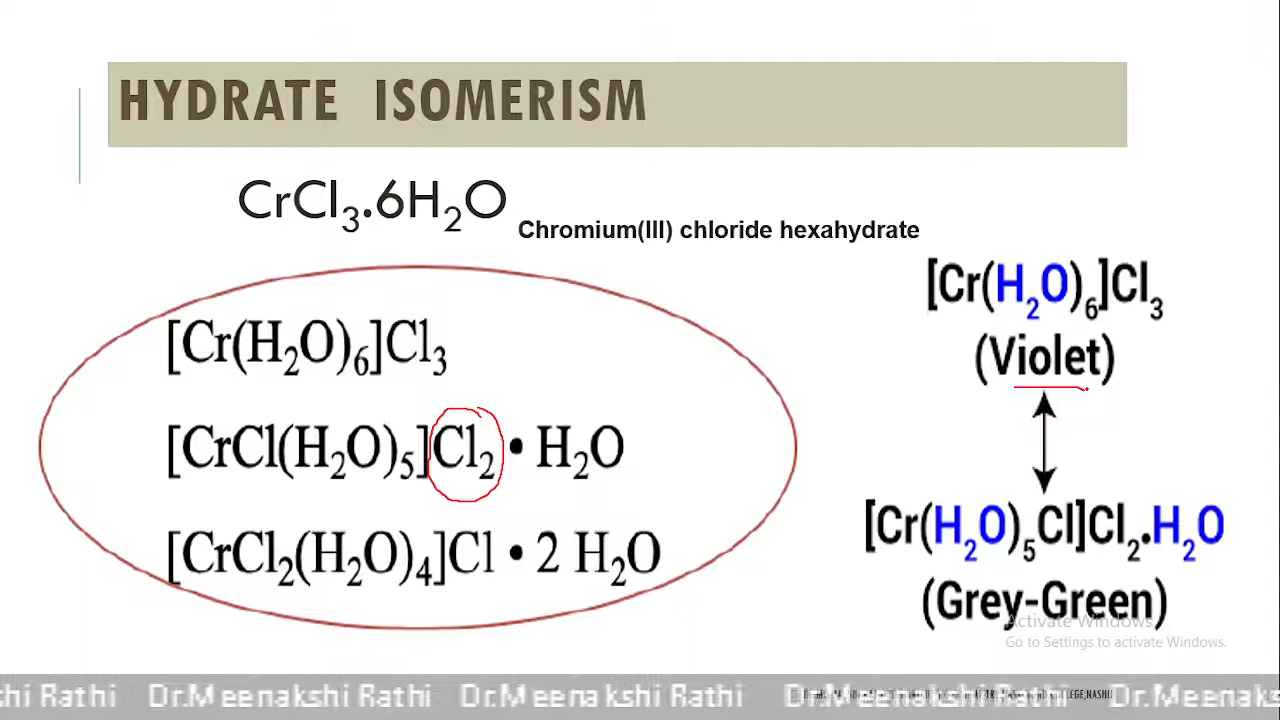 HYDRATE ISOMERISM
CrCl₃.6H₂O
Chromium(III) chloride hexahydrate
[Cr(H₂O)₆]Cl₃
[CrCl(H₂O)₅]Cl₂ • H₂O
[CrCl₂(H₂O)₄]Cl • 2 H₂O
[Cr(H₂O)₆]Cl₃
(Violet)
[Cr(H₂O)₅Cl]Cl₂.H₂O
(Grey-Green)
Activate Windows
Go to Settings to activate Windows.
shi Rathi Dr.Meenakshi Rathi Dr.Meenakshi Rathi Dr.Meenakshi Rathi Dr.Meenaks